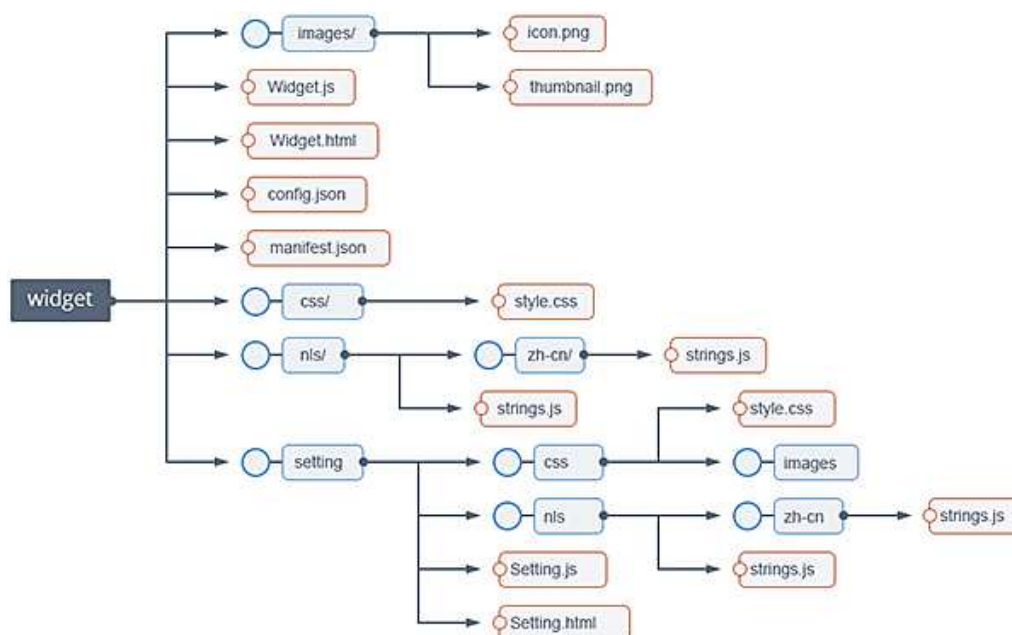 images/
icon.png
Widget.js
thumbnail.png
Widget.html
config.json
manifest.json
widget
css/
style.css
nls/
zh-cn/
strings.js
strings.js
style.css
setting
css
images
nls
zh-cn
strings.js
Setting.js
strings.js
Setting.html